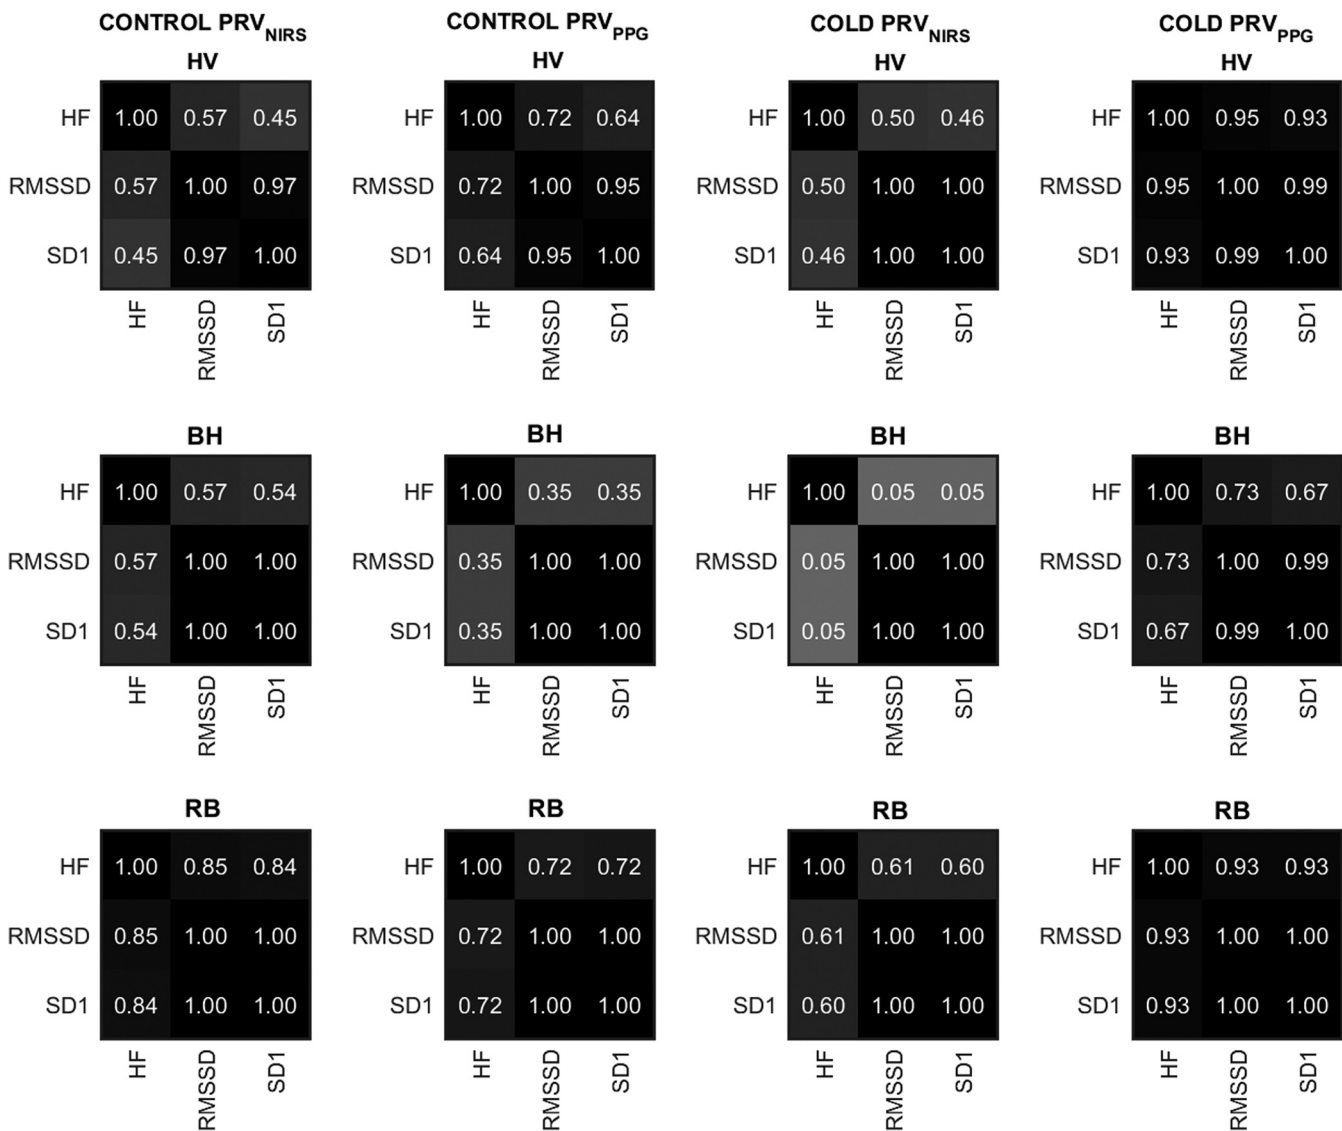 CONTROL PRV NIRS CONTROL PRV PPG COLD PRV NIRS COLD PRV PPG
HV HV HV HV
HF 1.00 0.57 0.45 HF 1.00 0.72 0.64 HF 1.00 0.50 0.46 HF 1.00 0.95 0.93
RMSSD 0.57 1.00 0.97 RMSSD 0.72 1.00 0.95 RMSSD 0.50 1.00 1.00 RMSSD 0.95 1.00 0.99
SD1 0.45 0.97 1.00 SD1 0.64 0.95 1.00 SD1 0.46 1.00 1.00 SD1 0.93 0.99 1.00
HF RMSSD SD1 HF RMSSD SD1 HF RMSSD SD1 HF RMSSD SD1
BH BH BH BH
HF 1.00 0.57 0.54 HF 1.00 0.35 0.35 HF 1.00 0.05 0.05 HF 1.00 0.73 0.67
RMSSD 0.57 1.00 1.00 RMSSD 0.35 1.00 1.00 RMSSD 0.05 1.00 1.00 RMSSD 0.73 1.00 0.99
SD1 0.54 1.00 1.00 SD1 0.35 1.00 1.00 SD1 0.05 1.00 1.00 SD1 0.67 0.99 1.00
HF RMSSD SD1 HF RMSSD SD1 HF RMSSD SD1 HF RMSSD SD1
RB RB RB RB
HF 1.00 0.85 0.84 HF 1.00 0.72 0.72 HF 1.00 0.61 0.60 HF 1.00 0.93 0.93
RMSSD 0.85 1.00 1.00 RMSSD 0.72 1.00 1.00 RMSSD 0.61 1.00 1.00 RMSSD 0.93 1.00 1.00
SD1 0.84 1.00 1.00 SD1 0.72 1.00 1.00 SD1 0.60 1.00 1.00 SD1 0.93 1.00 1.00
HF RMSSD SD1 HF RMSSD SD1 HF RMSSD SD1 HF RMSSD SD1